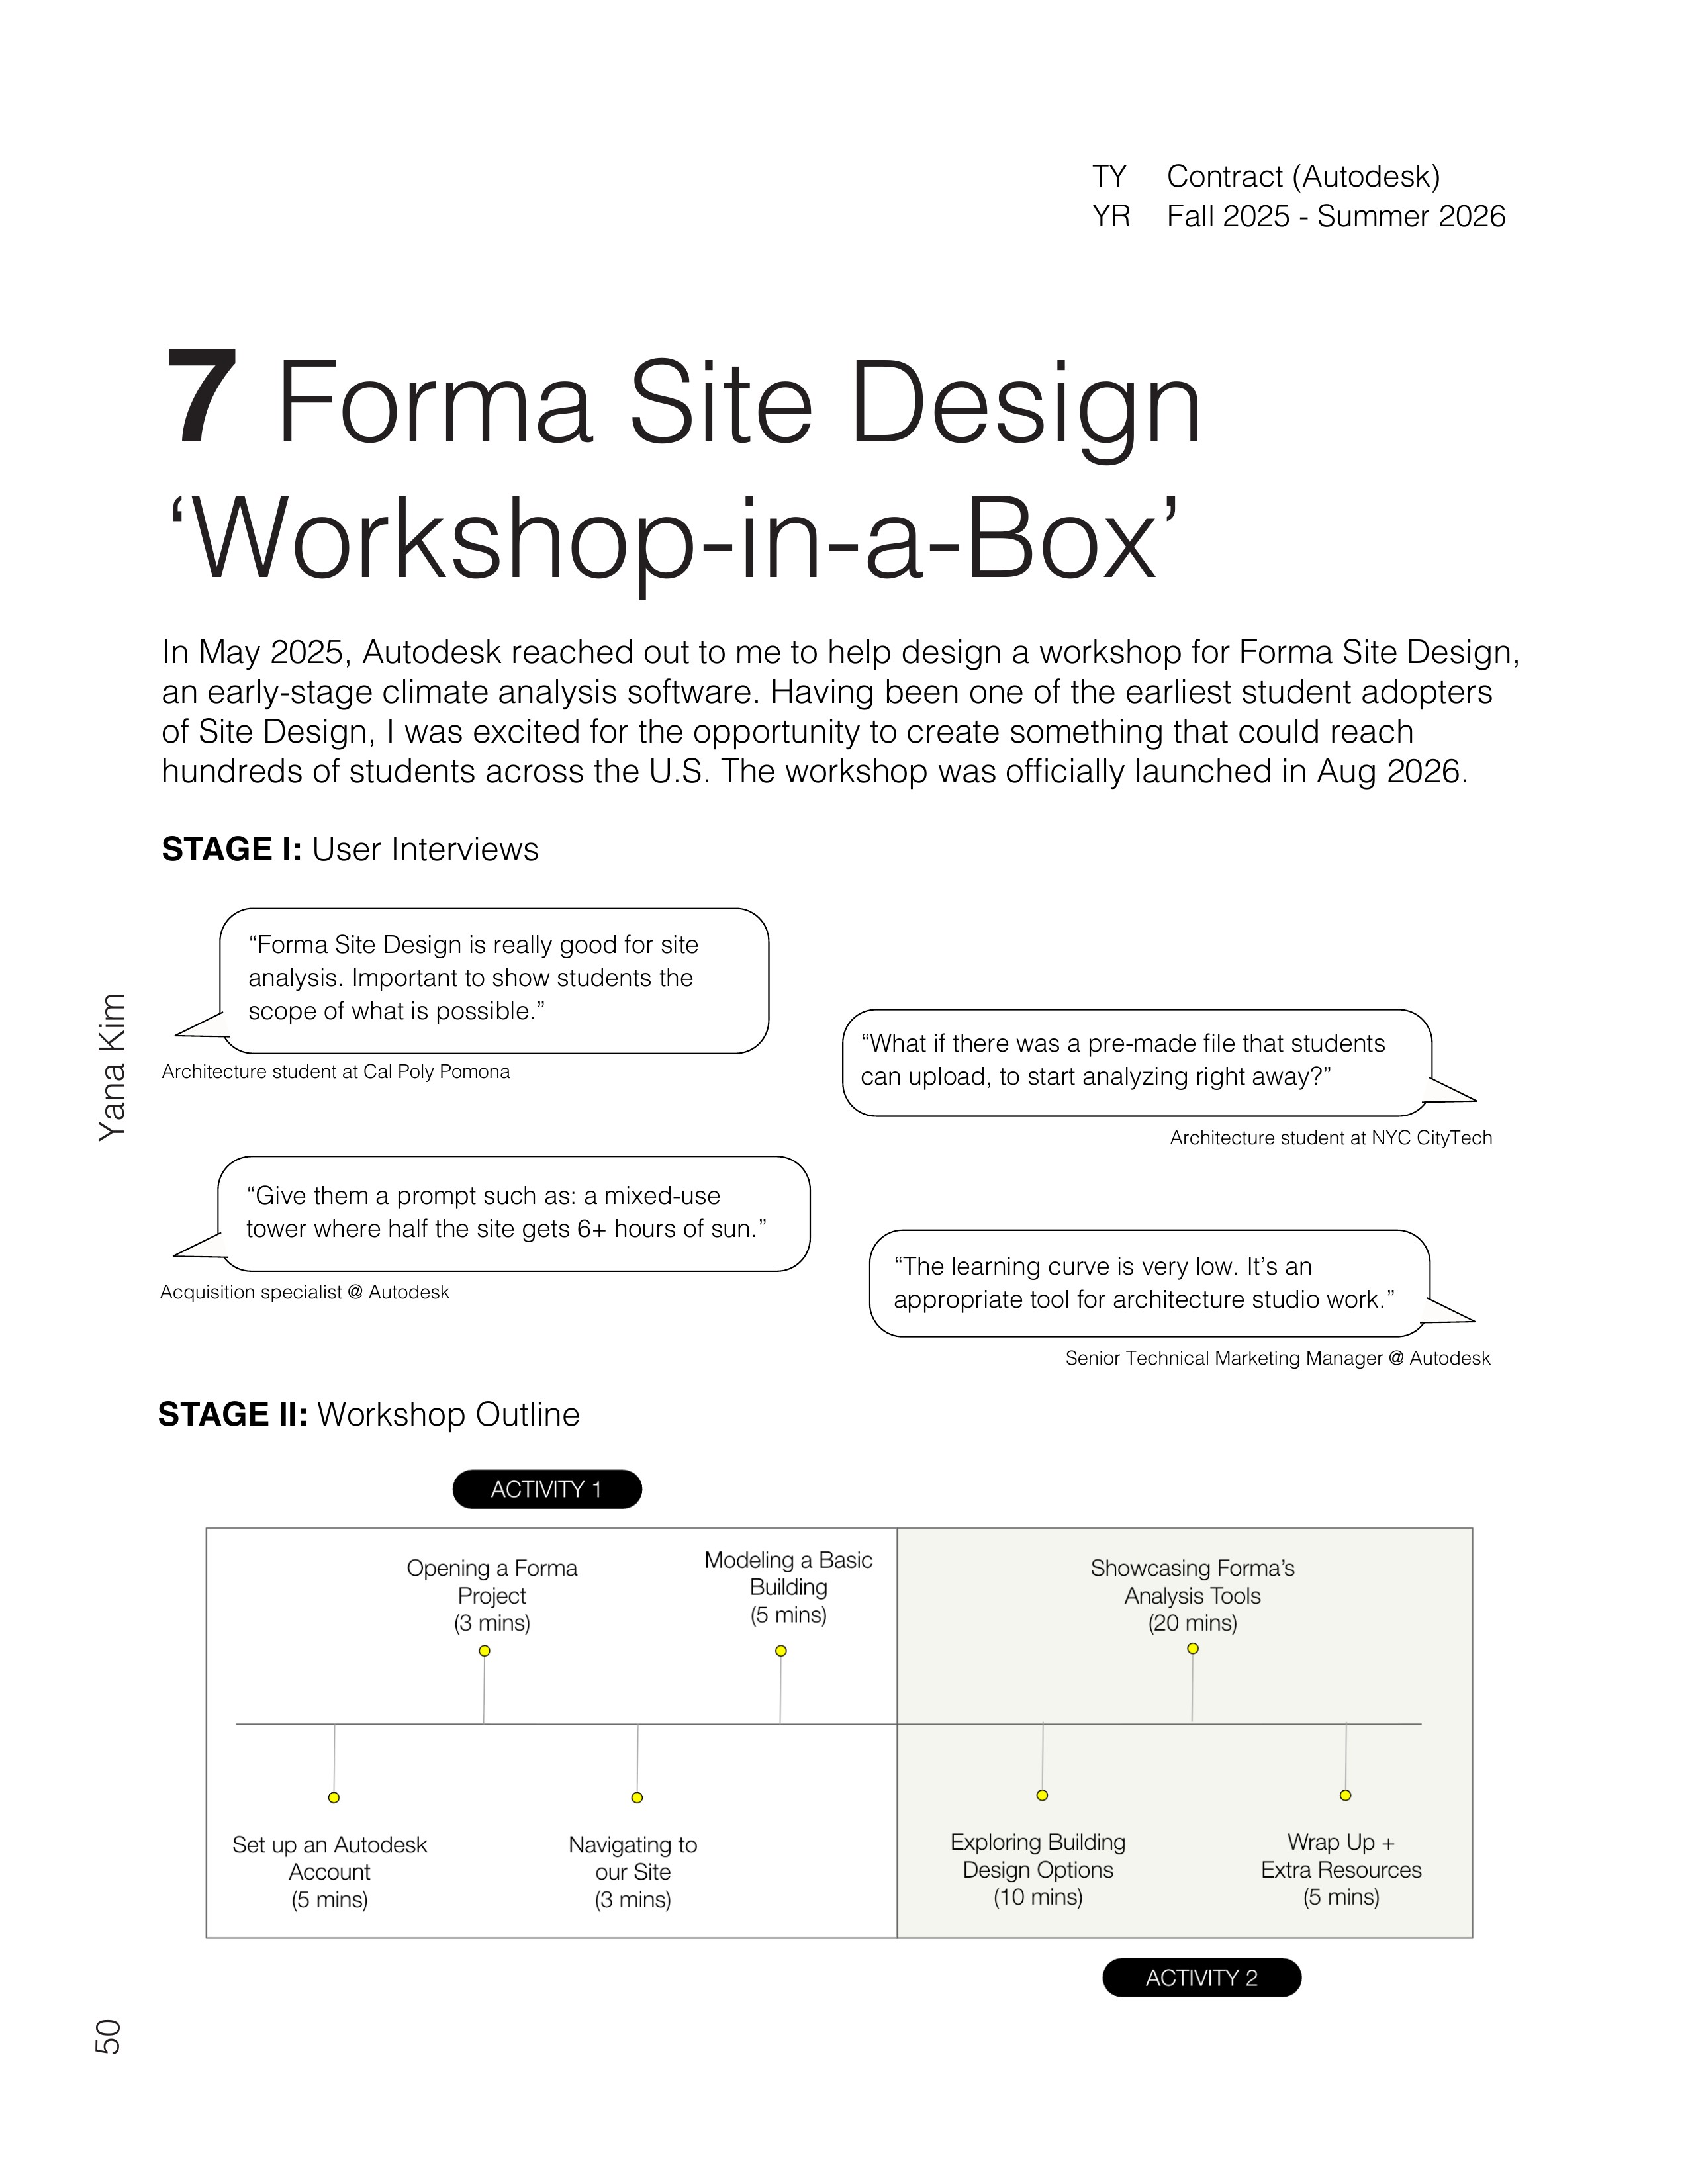 TY Contract (Autodesk)
YR Fall 2025 - Summer 2026
7 Forma Site Design
‘Workshop-in-a-Box’
In May 2025, Autodesk reached out to me to help design a workshop for Forma Site Design,
an early-stage climate analysis software. Having been one of the earliest student adopters
of Site Design, I was excited for the opportunity to create something that could reach
hundreds of students across the U.S. The workshop was officially launched in Aug 2026.
STAGE I: User Interviews
“Forma Site Design is really good for site
analysis. Important to show students the
scope of what is possible.”
Architecture student at Cal Poly Pomona
“What if there was a pre-made file that students
can upload, to start analyzing right away?”
Architecture student at NYC CityTech
“Give them a prompt such as: a mixed-use
tower where half the site gets 6+ hours of sun.”
Acquisition specialist @ Autodesk
“The learning curve is very low. It’s an
appropriate tool for architecture studio work.”
Senior Technical Marketing Manager @ Autodesk
STAGE II: Workshop Outline
ACTIVITY 1
Opening a Forma
Project
(3 mins)
Modeling a Basic
Building
(5 mins)
Showcasing Forma’s
Analysis Tools
(20 mins)
Set up an Autodesk
Account
(5 mins)
Navigating to
our Site
(3 mins)
Exploring Building
Design Options
(10 mins)
Wrap Up +
Extra Resources
(5 mins)
ACTIVITY 2
Yana Kim
50